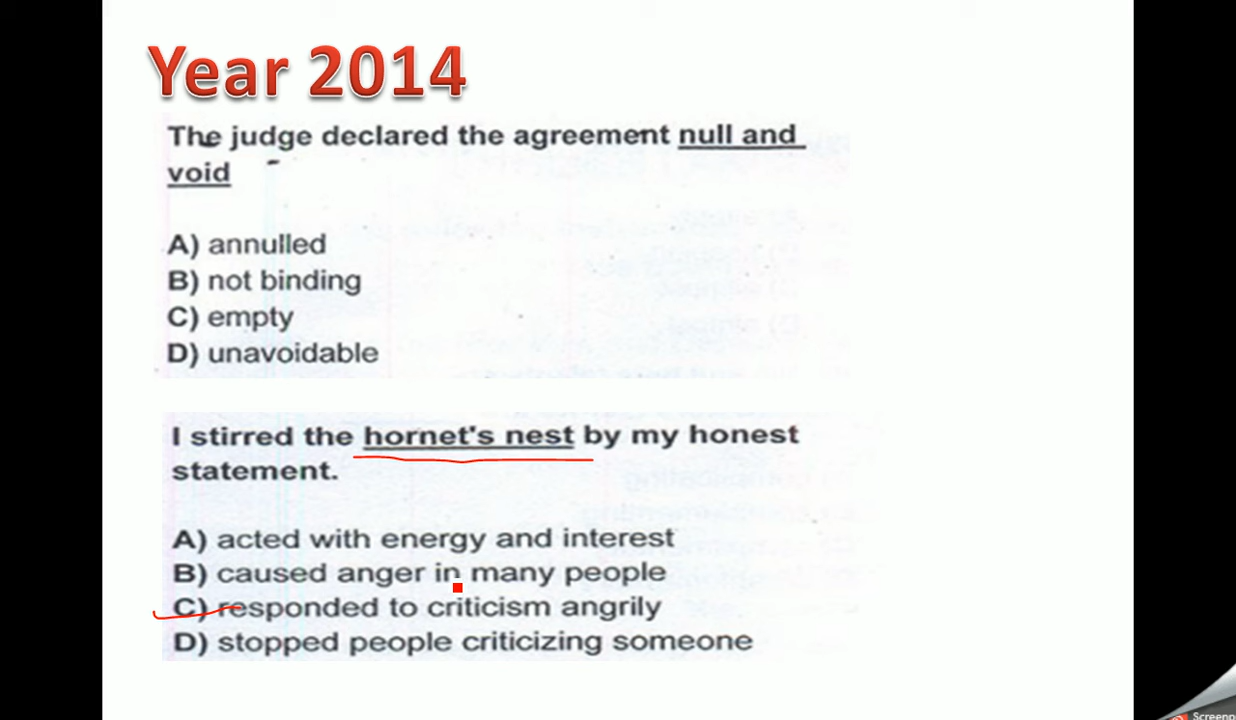 Year 2014
The judge declared the agreement null and
void
A) annulled
B) not binding
C) empty
D) unavoidable
I stirred the hornet's nest by my honest
statement.
A) acted with energy and interest
B) caused anger in many people
C) responded to criticism angrily
D) stopped people criticizing someone